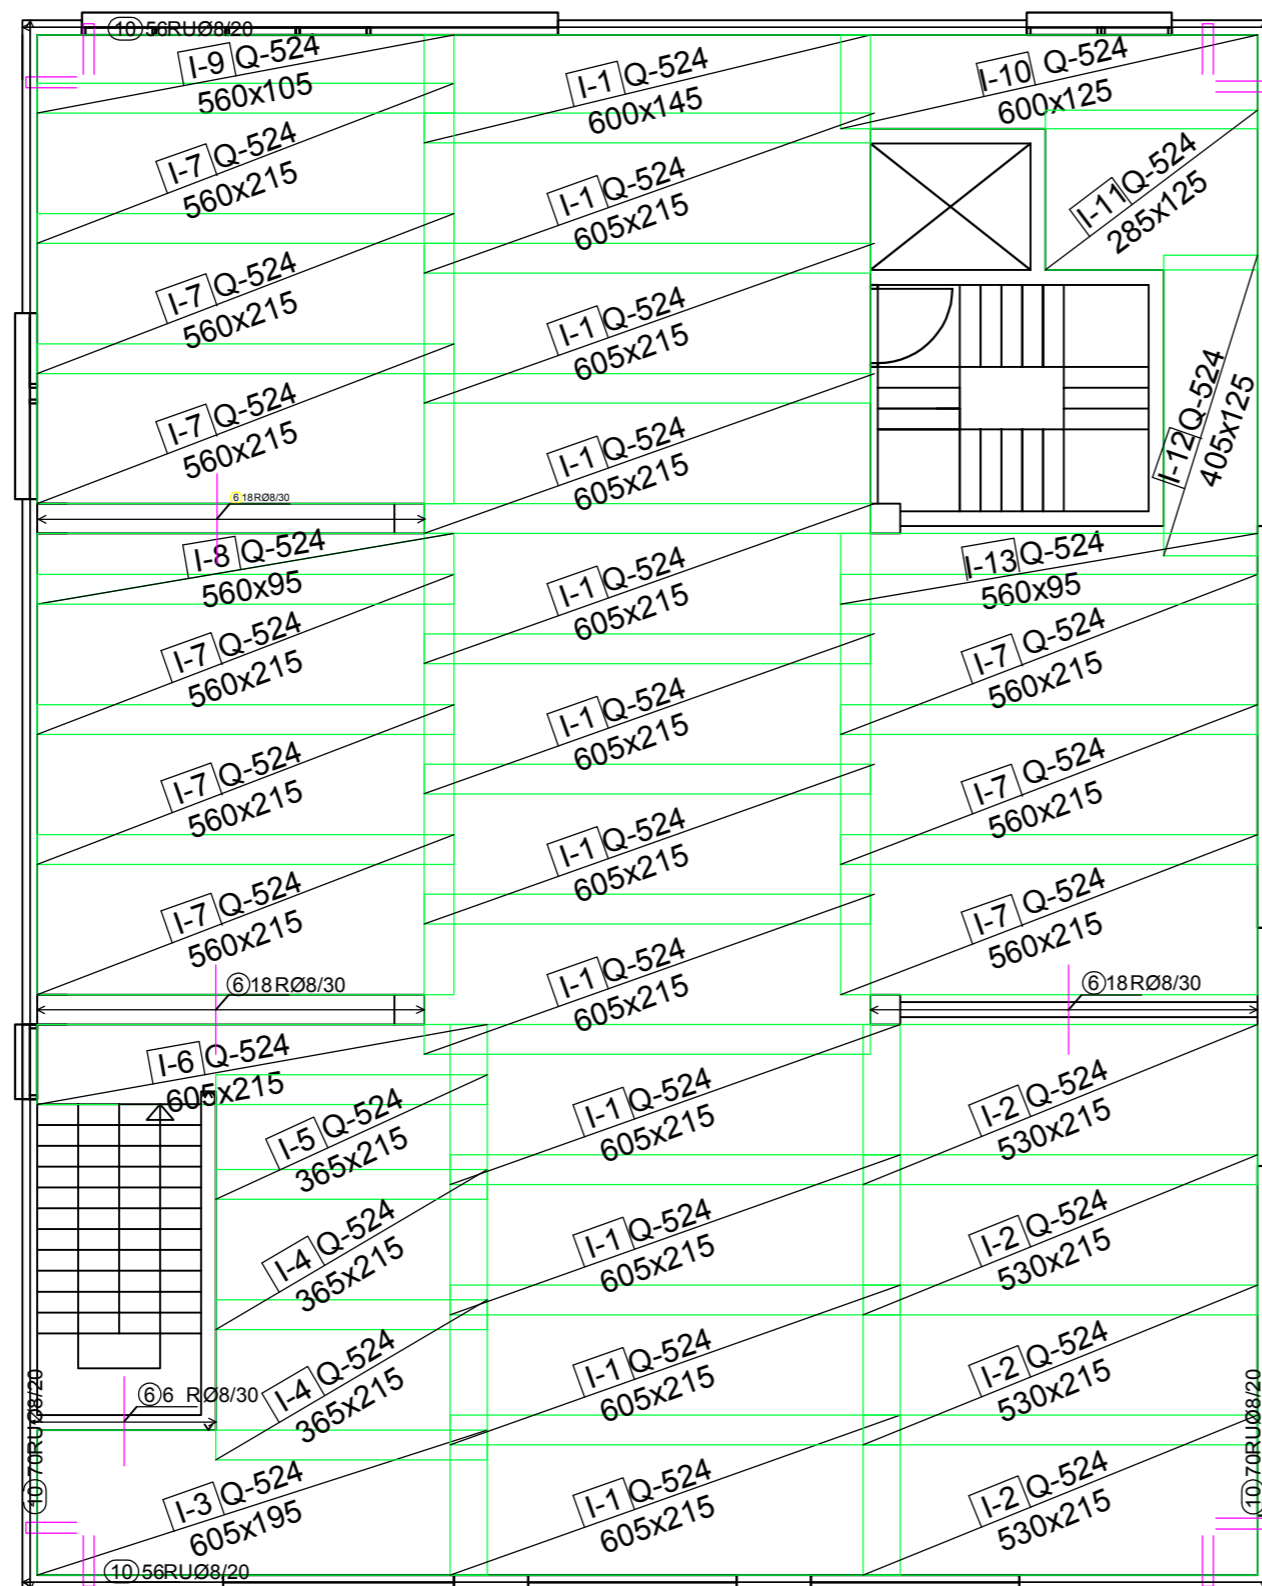 10 56RUØ8/20
I-9 Q-524
560x105
I-1 Q-524
600x145
I-10 Q-524
600x125
I-7 Q-524
560x215
I-1 Q-524
605x215
I-11 Q-524
285x125
I-7 Q-524
560x215
I-1 Q-524
605x215
I-12 Q-524
405x125
I-7 Q-524
560x215
I-1 Q-524
605x215
6 18RØ8/30
I-8 Q-524
560x95
I-1 Q-524
605x215
I-13 Q-524
560x95
I-7 Q-524
560x215
I-1 Q-524
605x215
I-7 Q-524
560x215
I-7 Q-524
560x215
I-1 Q-524
605x215
I-7 Q-524
560x215
I-7 Q-524
560x215
I-1 Q-524
605x215
I-7 Q-524
560x215
6 18RØ8/30
6 18RØ8/30
I-6 Q-524
605x215
I-5 Q-524
365x215
I-1 Q-524
605x215
I-2 Q-524
530x215
I-4 Q-524
365x215
I-1 Q-524
605x215
I-2 Q-524
530x215
I-4 Q-524
365x215
I-1 Q-524
605x215
I-2 Q-524
530x215
6 6 RØ8/30
10 70RUØ8/20
10 70RUØ8/20
I-3 Q-524
605x195
I-1 Q-524
605x215
I-2 Q-524
530x215
10 56RUØ8/20